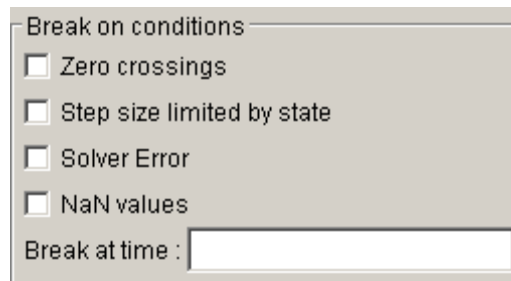 Break on conditions
Zero crossings
Step size limited by state
Solver Error
NaN values
Break at time :